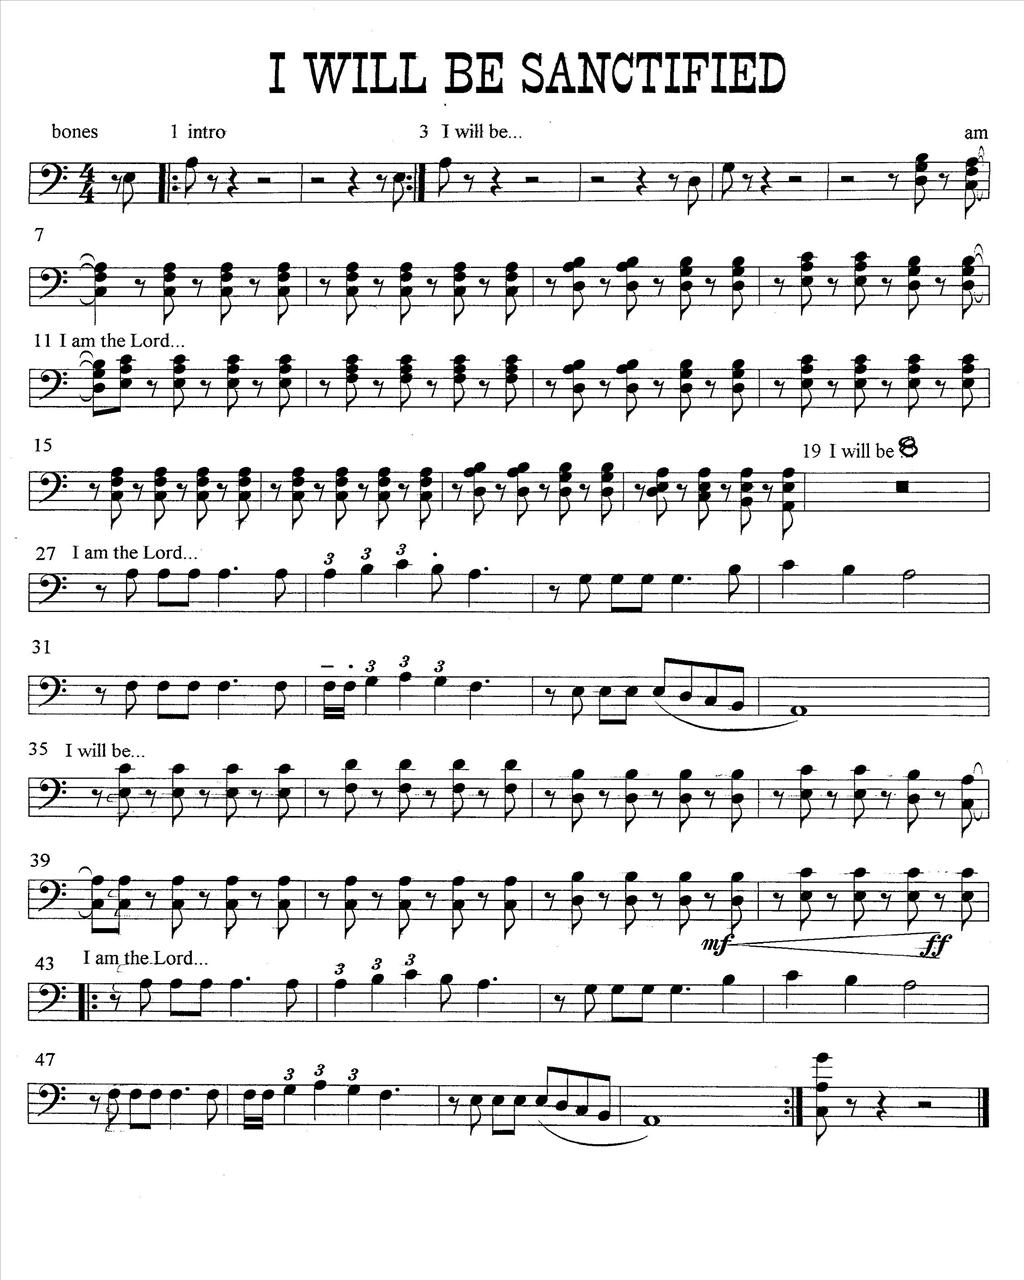 I WILL BE SANCTIFIED
bones 1 intro 3 I will be... am
7
11 I am the Lord...
15 19 I will be 8
27 I am the Lord...
3 3 3
31
3 3 3
35 I will be...
39
mf ff
43 I am the Lord...
3 3 3
47
3 3 3